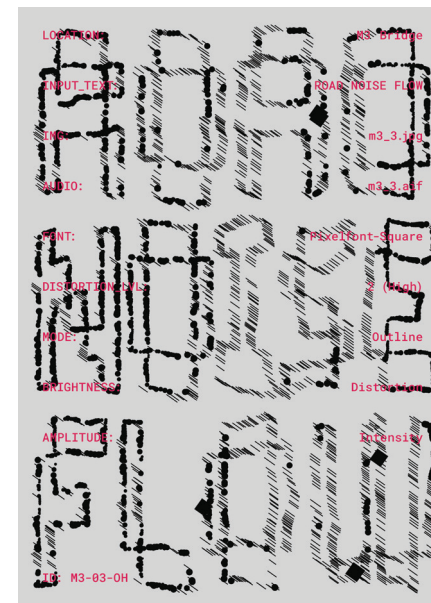 ROAD
NOISE
FLOW
LOCATION: M3 Bridge
INPUT_TEXT: ROAD NOISE FLOW
IMG: m3_3.jpg
AUDIO: m3_3.aif
FONT: Pixelfont-Square
DISTORTION_LVL: 2 (High)
MODE: Outline
BRIGHTNESS: Distortion
AMPLITUDE: Intensity
ID: M3-03-OH